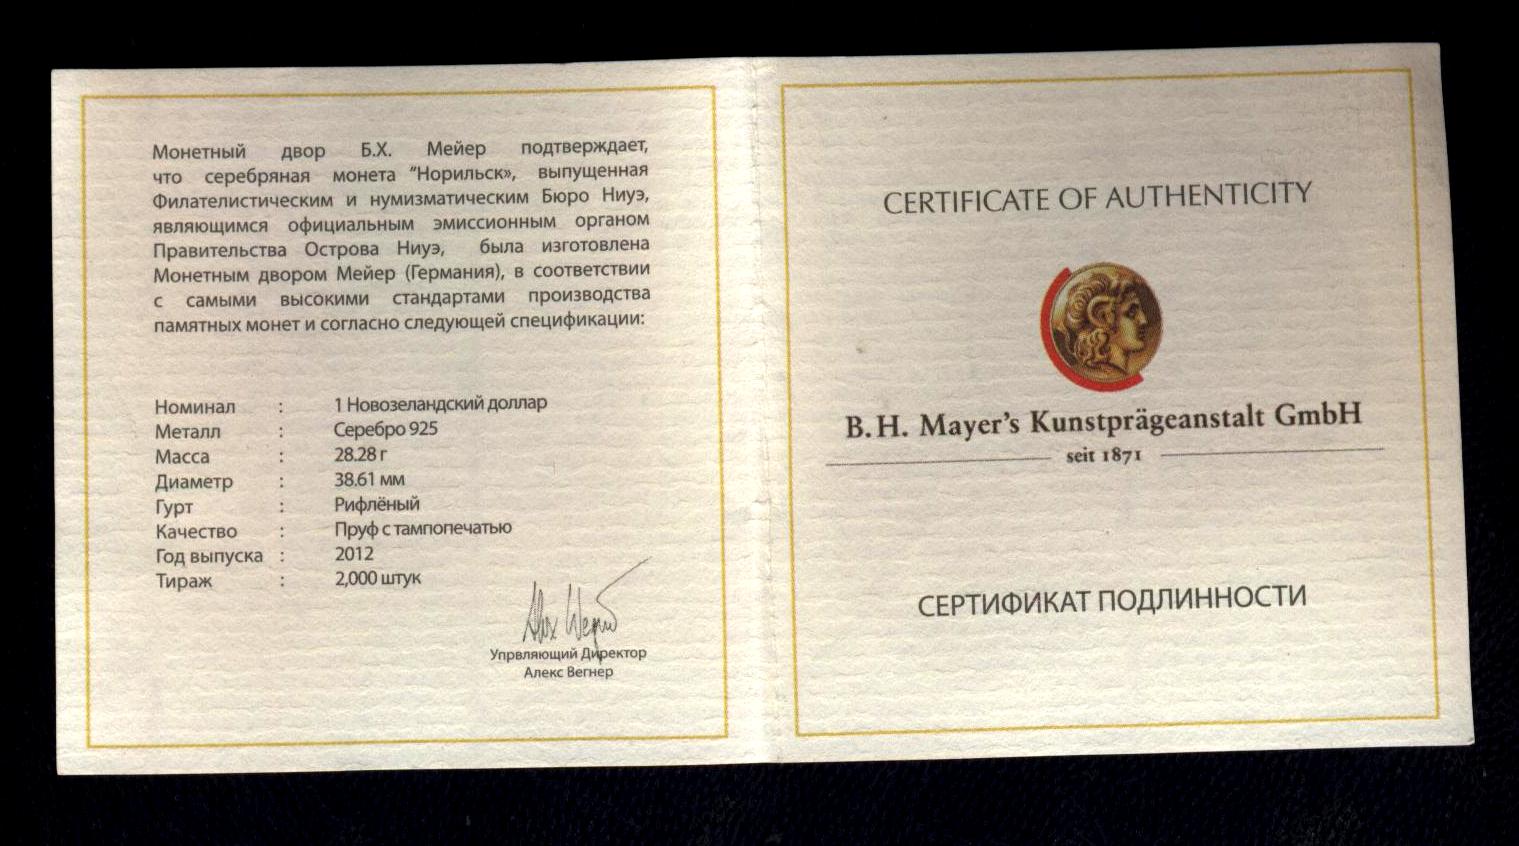 Монетный двор Б.Х. Мейер подтверждает,
что серебряная монета “Норильск», выпущенная
Филателистическим и нумизматическим Бюро Ниуэ,
являющимся официальным эмиссионным органом
Правительства Острова Ниуэ, была изготовлена
Монетным двором Мейер (Германия), в соответствии
с самыми высокими стандартами производства
памятных монет и согласно следующей спецификации:
Номинал : 1 Новозеландский доллар
Металл : Серебро 925
Масса : 28.28 г
Диаметр : 38.61 мм
Гурт : Рифлёный
Качество : Пруф с тампопечатью
Год выпуска : 2012
Тираж : 2,000 штук
Упрвляющий Директор
Алекс Вегнер
CERTIFICATE OF AUTHENTICITY
B.H. Mayer’s Kunstprägeanstalt GmbH
seit 1871
СЕРТИФИКАТ ПОДЛИННОСТИ